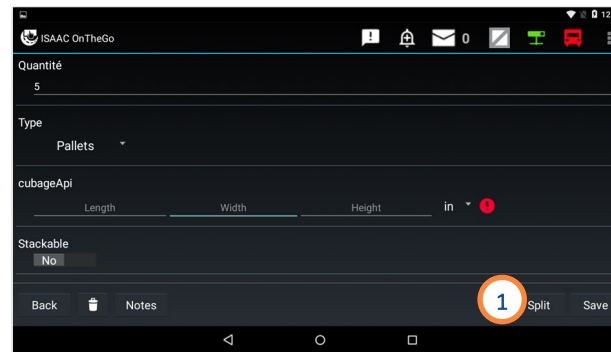 12
ISAAC OnTheGo
0
Quantité
5
Type
Pallets
cubageApi
Length Width Height in
Stackable
No
Back Notes 1 Split Save